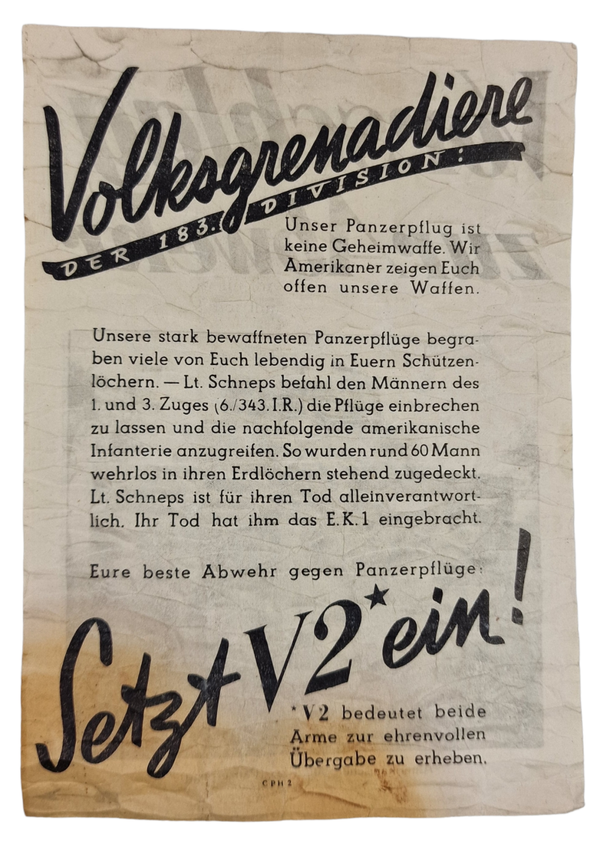 Volksgrenadiere
DER 183. DIVISION:
Unser Panzerpflug ist
keine Geheimwaffe. Wir
Amerikaner zeigen Euch
offen unsere Waffen.
Unsere stark bewaffneten Panzerpflüge begra-
ben viele von Euch lebendig in Euern Schützen-
löchern. — Lt. Schneps befahl den Männern des
1. und 3. Zuges (6./343. I.R.) die Pflüge einbrechen
zu lassen und die nachfolgende amerikanische
Infanterie anzugreifen. So wurden rund 60 Mann
wehrlos in ihren Erdlöchern stehend zugedeckt.
Lt. Schneps ist für ihren Tod alleinverantwort-
lich. Ihr Tod hat ihm das E.K.1 eingebracht.
Eure beste Abwehr gegen Panzerpflüge:
Setzt V2* ein!
*V2 bedeutet beide
Arme zur ehrenvollen
Übergabe zu erheben.
CPH 2